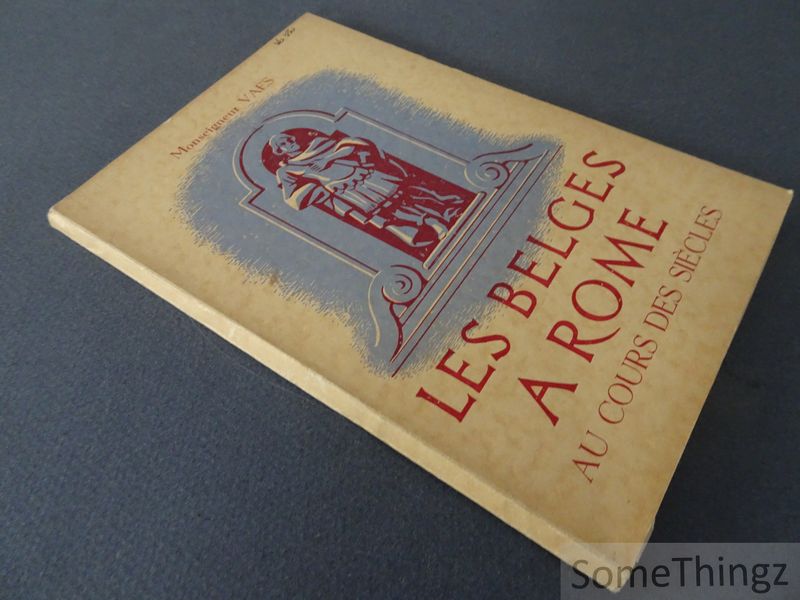 Monseigneur VAES
LES BELGES
A ROME
AU COURS DES SIÈCLES
SomeThingz